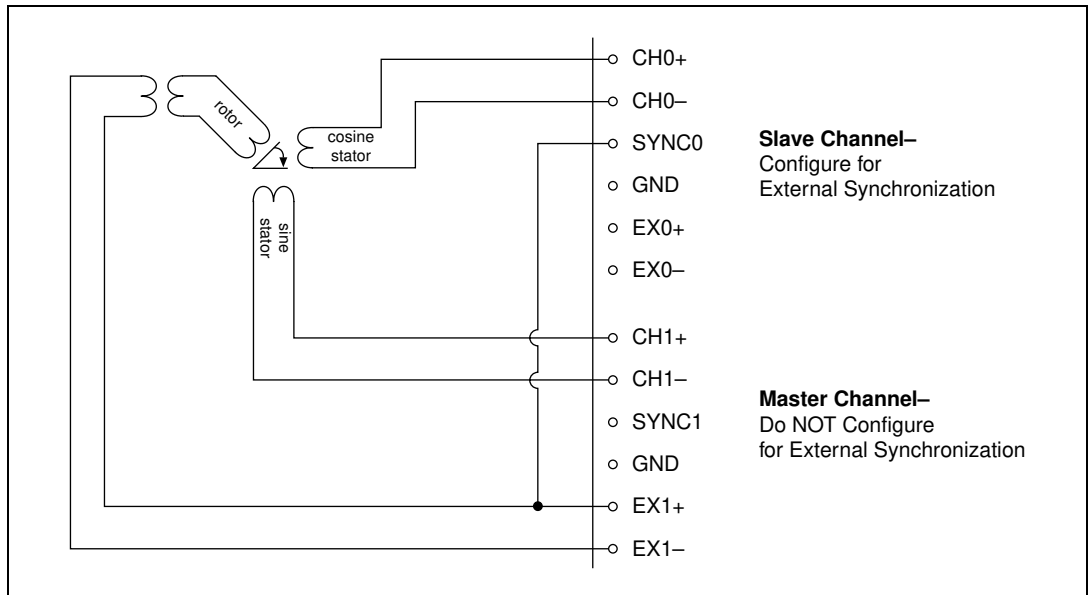 rotor
cosine
stator
sine
stator
CH0+
CH0–
SYNC0
GND
EX0+
EX0–
Slave Channel–
Configure for
External Synchronization
CH1+
CH1–
SYNC1
GND
EX1+
EX1–
Master Channel–
Do NOT Configure
for External Synchronization